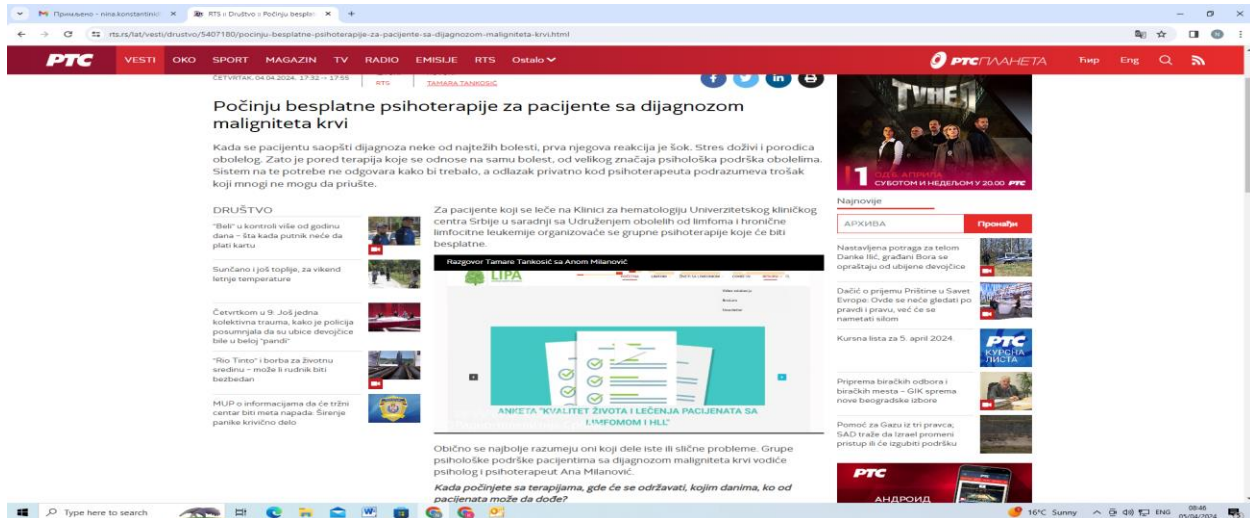 Примљено - nina.konstantinic
RTS :: Društvo :: Počinju besplat
rts.rs/lat/vesti/drustvo/5407180/pocinju-besplatne-psihoterapije-za-pacijente-sa-dijagnozom-maligniteta-krvi.html
РТС VESTI OKO SPORT MAGAZIN TV RADIO EMISIJE RTS Ostalo РТС ПЛАНЕТА Ћир Eng
ČETVRTAK, 04.04.2024, 17:32 -> 17:55
RTS
TAMARA TANKOSIĆ
Počinju besplatne psihoterapije za pacijente sa dijagnozom
maligniteta krvi
Kada se pacijentu saopšti dijagnoza neke od najtežih bolesti, prva njegova reakcija je šok. Stres doživi i porodica
obolelog. Zato je pored terapija koje se odnose na samu bolest, od velikog značaja psihološka podrška obolelima.
Sistem na te potrebe ne odgovara kako bi trebalo, a odlazak privatno kod psihoterapeuta podrazumeva trošak
koji mnogi ne mogu da priušte.
DRUŠTVO
"Beli" u kontroli više od godinu
dana – šta kada putnik neće da
plati kartu
Sunčano i još toplije, za vikend
letnje temperature
Četvrtkom u 9: Još jedna
kolektivna trauma, kako je policija
posumnjala da su ubice devojčice
bile u beloj "pandi"
"Rio Tinto" i borba za životnu
sredinu – može li rudnik biti
bezbedan
MUP o informacijama da će tržni
centar biti meta napada: Širenje
panike krivično delo
Za pacijente koji se leče na Klinici za hematologiju Univerzitetskog kliničkog
centra Srbije u saradnji sa Udruženjem obolelih od limfoma i hronične
limfocitne leukemije organizovaće se grupne psihoterapije koje će biti
besplatne.
Razgovor Tamare Tankosić sa Anom Milanović
LIPA
ANKETA "KVALITET ŽIVOTA I LEČENJA PACIJENATA SA
LIMFOMOM I HLL"
Obično se najbolje razumeju oni koji dele iste ili slične probleme. Grupe
psihološke podrške pacijentima sa dijagnozom maligniteta krvi vodiće
psiholog i psihoterapeut Ana Milanović.
Kada počinjete sa terapijama, gde će se održavati, kojim danima, ko od
pacijenata može da dođe?
ТУНЕЛ
1 ОД 6. АПРИЛА
СУБОТОМ И НЕДЕЉОМ У 20.00 РТС
Najnovije
АРХИВА Пронађи
Nastavljena potraga za telom
Danke Ilić, građani Bora se
opraštaju od ubijene devojčice
Dačić o prijemu Prištine u Savet
Evrope: Ovde se neće gledati po
pravdi i pravu, već će se
nametati silom
Kursna lista za 5. april 2024.
РТС
КУРСНА
ЛИСТА
Priprema biračkih odbora i
biračkih mesta – GIK sprema
nove beogradske izbore
Pomoć za Gazu iz tri pravca;
SAD traže da Izrael promeni
pristup ili će izgubiti podršku
РТС
АНДРОИД
Type here to search
16°C Sunny
ENG
08:46
05/04/2024